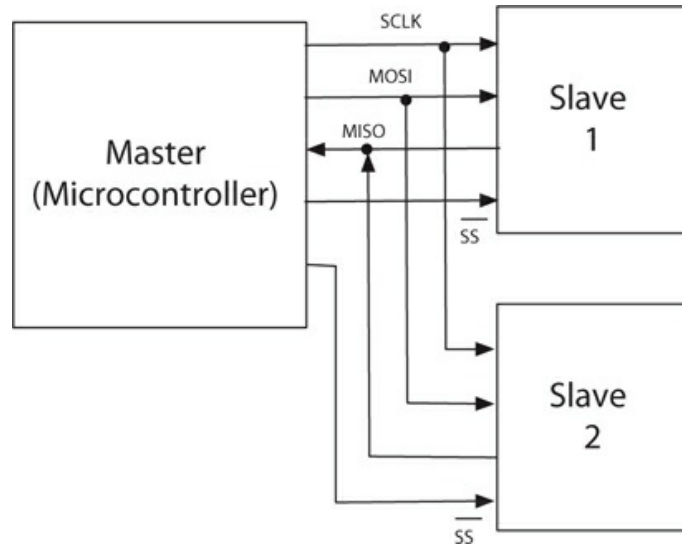 SCLK
MOSI
MISO
Master
(Microcontroller)
Slave
1
SS
Slave
2
SS